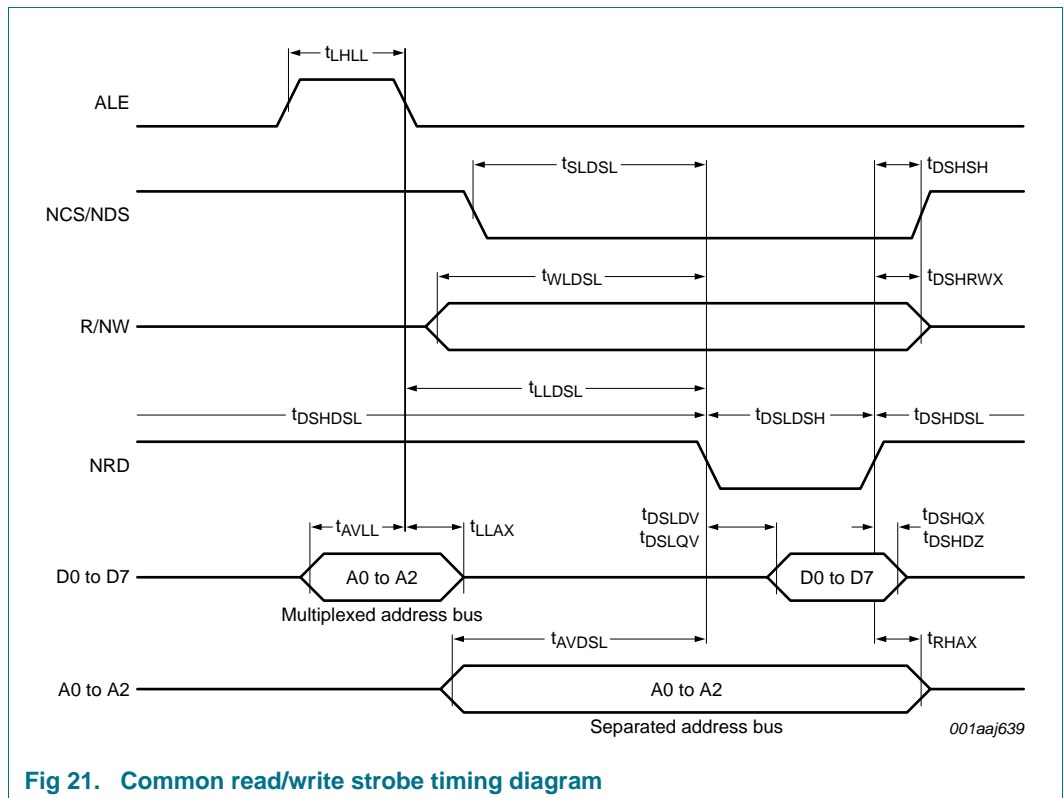 tLHLL
ALE
tSLDSL
tDSHSH
NCS/NDS
tWLDSL
tDSHRWX
R/NW
tLLDSL
tDSHDSL
tDSLDSH
tDSHDSL
NRD
tAVLL
tLLAX
tDSLDV
tDSLQV
tDSHQX
tDSHDZ
D0 to D7
A0 to A2
D0 to D7
Multiplexed address bus
tAVDSL
tRHAX
A0 to A2
A0 to A2
Separated address bus
001aaj639
Fig 21. Common read/write strobe timing diagram